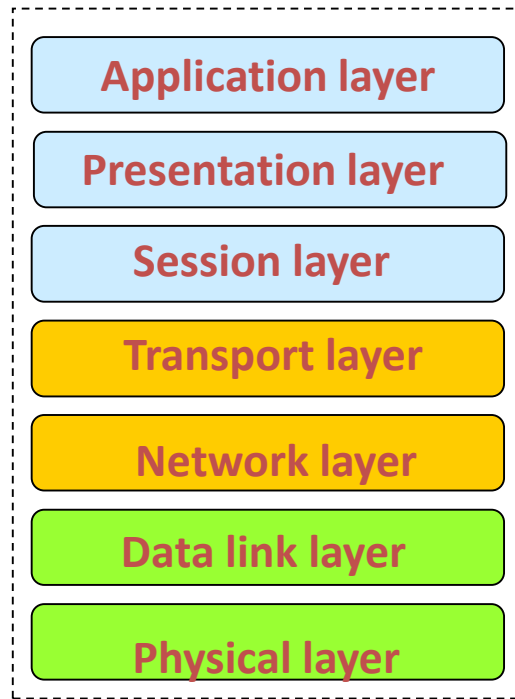 Application layer
Presentation layer
Session layer
Transport layer
Network layer
Data link layer
Physical layer